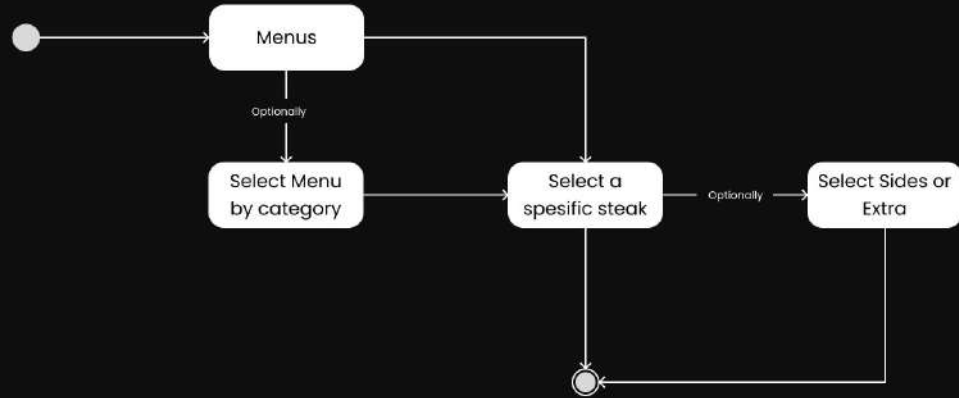 Menus
Optionally
Select Menu
by category
Select a
spesific steak
Optionally
Select Sides or
Extra